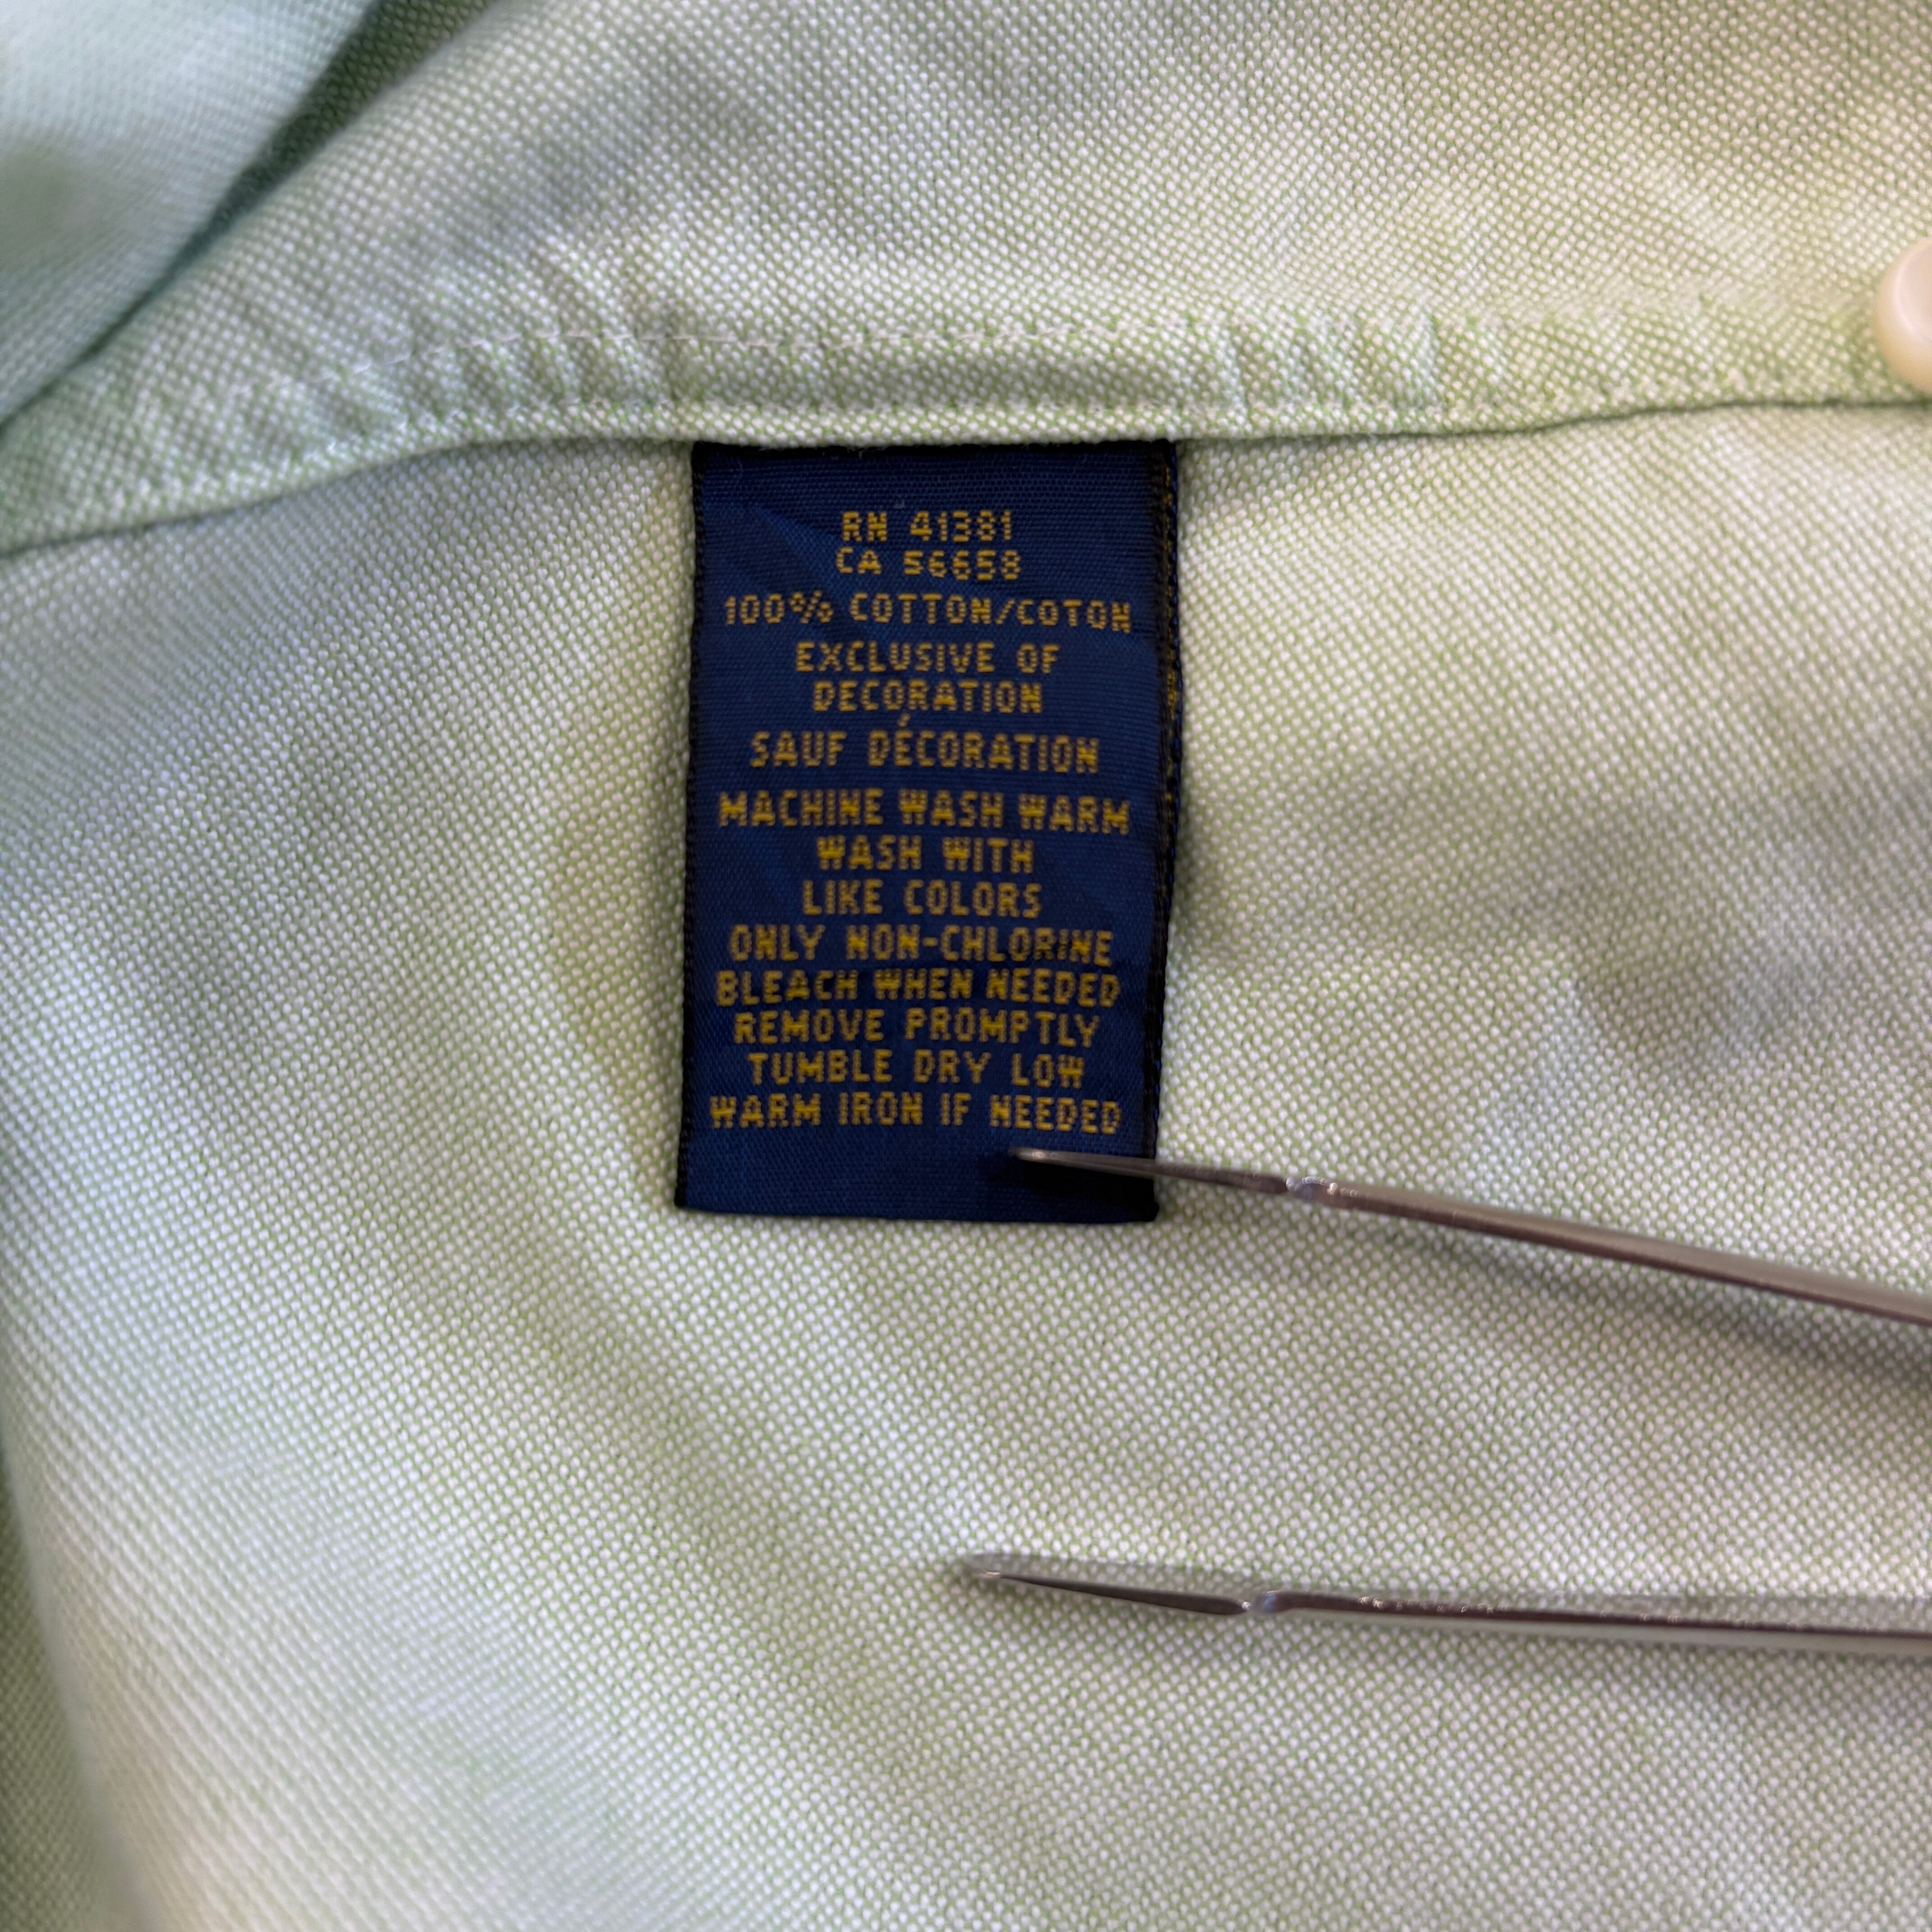 RN 41381
CA 56658
100% COTTON/COTON
EXCLUSIVE OF
DECORATION
SAUF DÉCORATION
MACHINE WASH WARM
WASH WITH
LIKE COLORS
ONLY NON-CHLORINE
BLEACH WHEN NEEDED
REMOVE PROMPTLY
TUMBLE DRY LOW
WARM IRON IF NEEDED